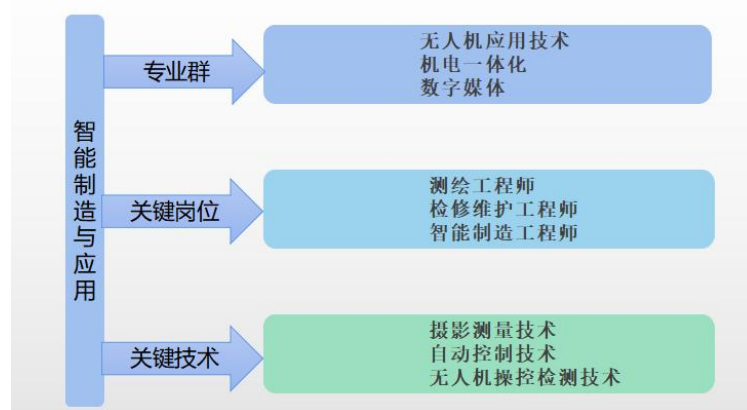 智能制造与应用
专业群
无人机应用技术
机电一体化
数字媒体
关键岗位
测绘工程师
检修维护工程师
智能制造工程师
关键技术
摄影测量技术
自动控制技术
无人机操控检测技术